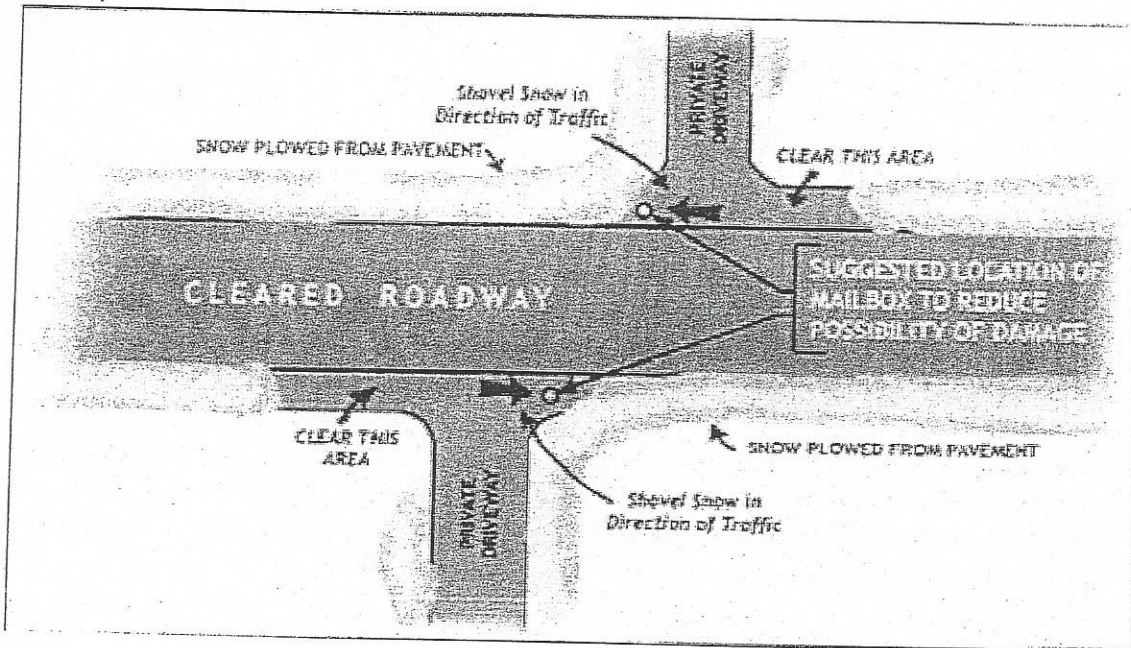 Shovel Snow in
Direction of Traffic
SNOW PLOWED FROM PAVEMENT
PRIVATE
DRIVEWAY
CLEAR THIS AREA
CLEARED ROADWAY
SUGGESTED LOCATION OF
MAILBOX TO REDUCE
POSSIBILITY OF DAMAGE
CLEAR THIS
AREA
PRIVATE
DRIVEWAY
SNOW PLOWED FROM PAVEMENT
Shovel Snow in
Direction of Traffic